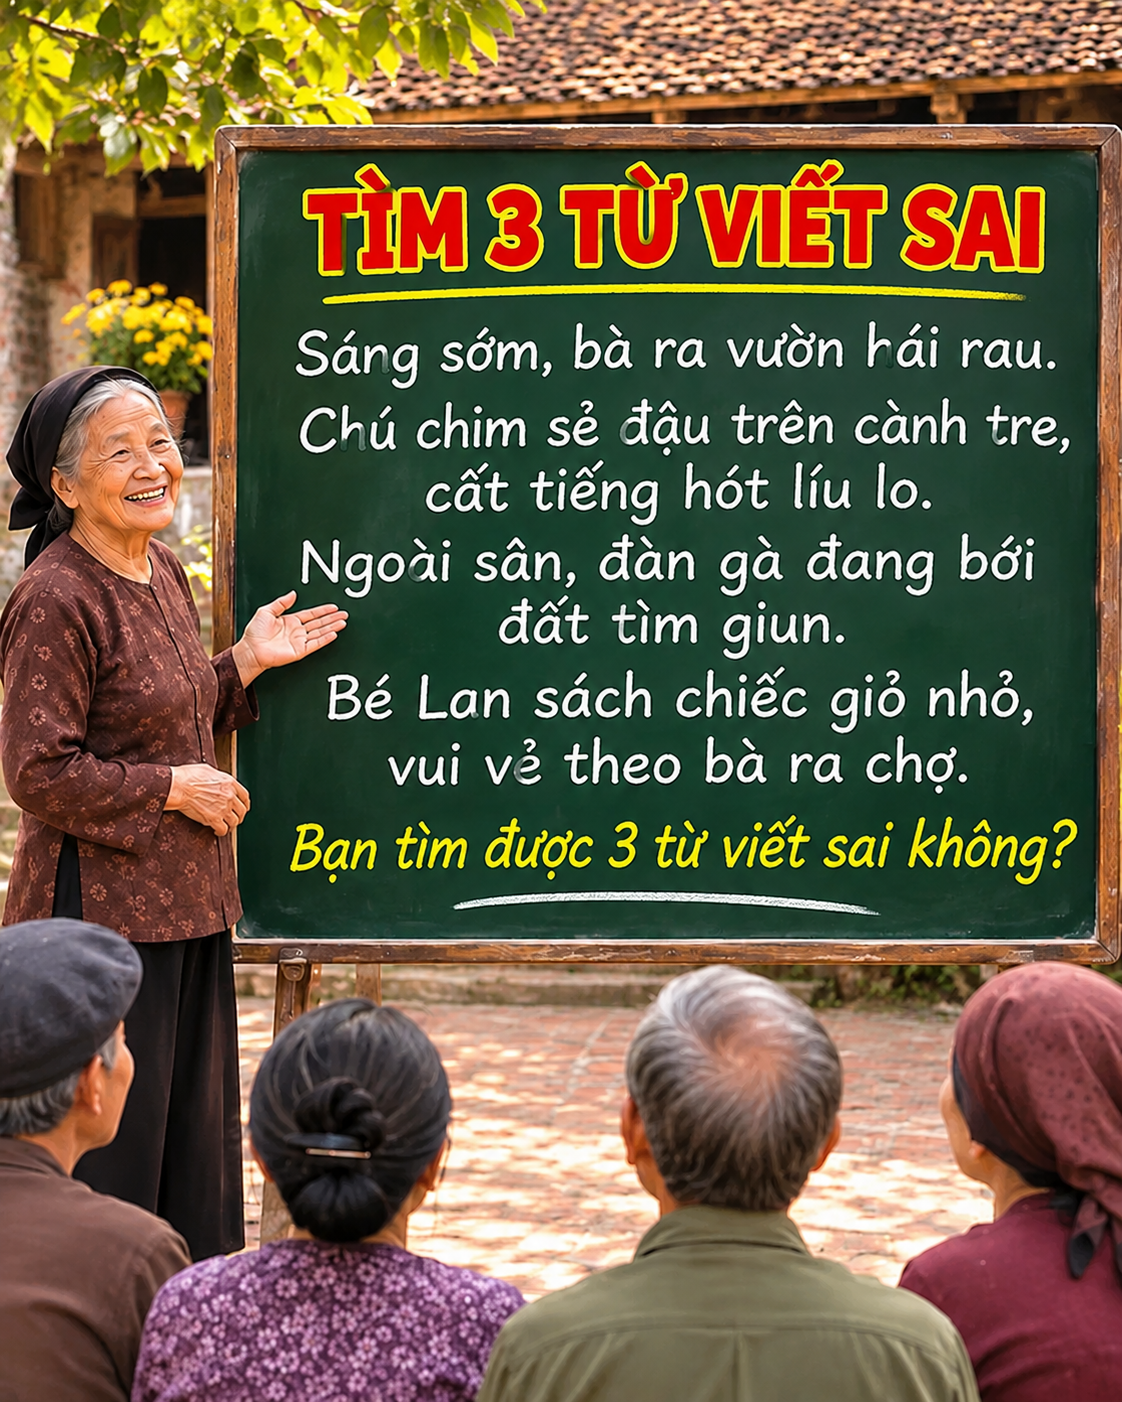 TÌM 3 TỪ VIẾT SAI
Sáng sớm, bà ra vườn hái rau.
Chú chim sẻ đậu trên cành tre,
cất tiếng hót líu lo.
Ngoài sân, đàn gà đang bới
đất tìm giun.
Bé Lan sách chiếc giỏ nhỏ,
vui vẻ theo bà ra chợ.
Bạn tìm được 3 từ viết sai không?